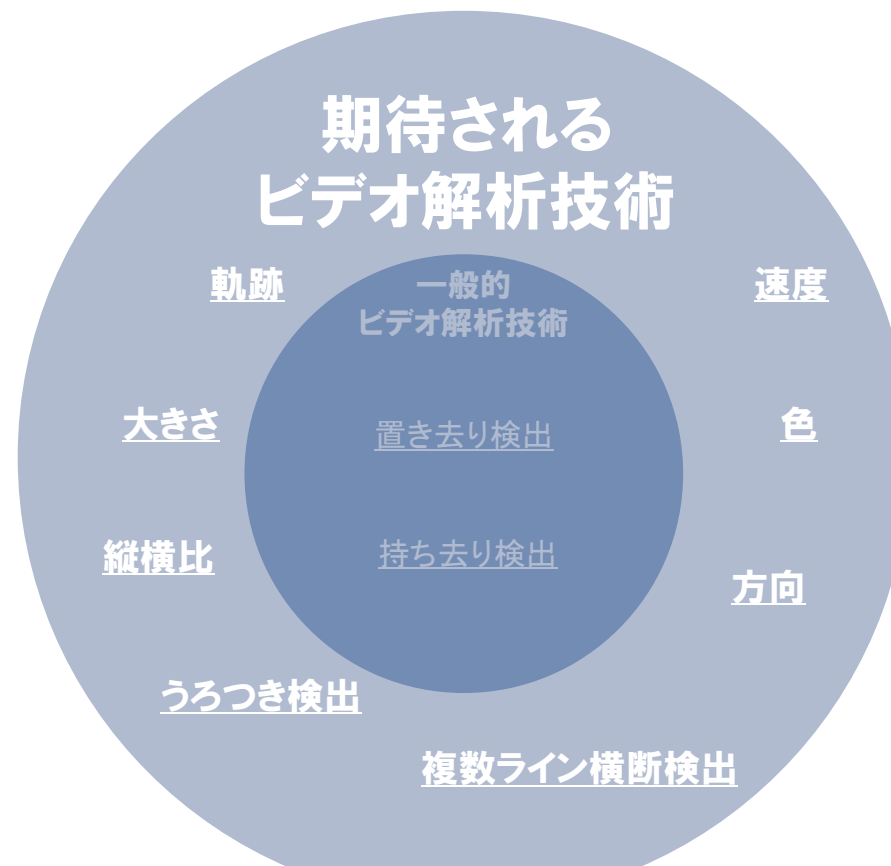 期待される
ビデオ解析技術
軌跡
一般的
ビデオ解析技術
速度
大きさ
置き去り検出
色
縦横比
持ち去り検出
方向
うろつき検出
複数ライン横断検出